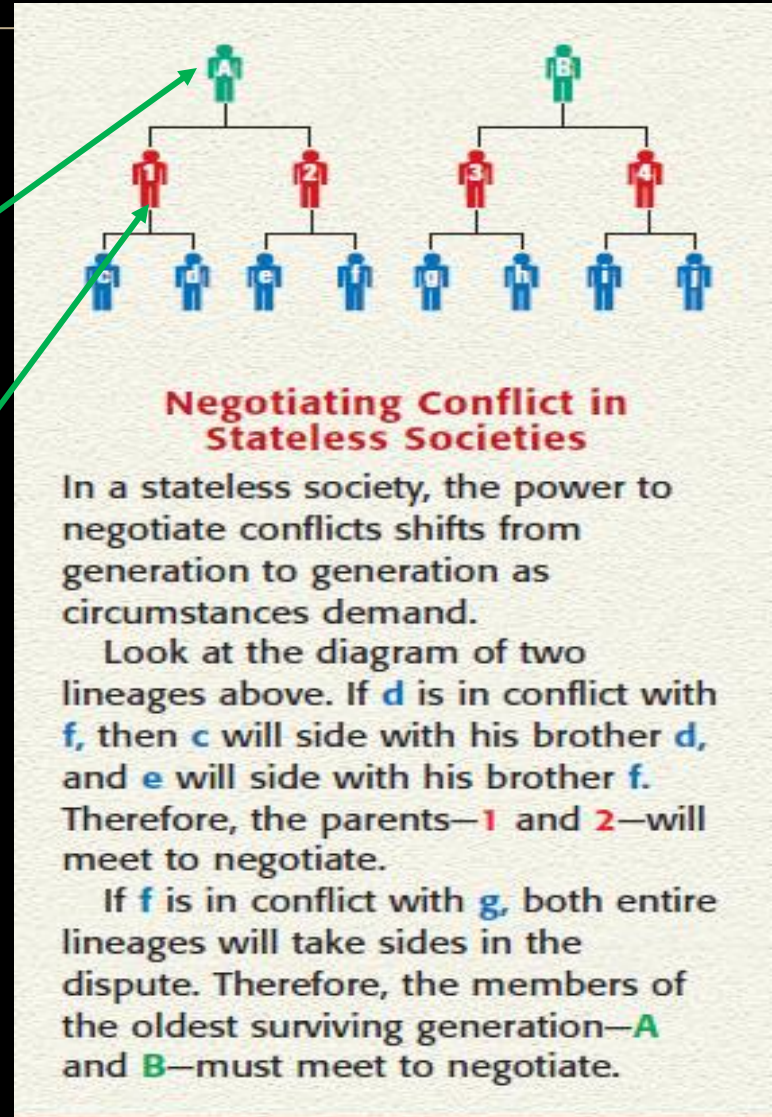 A B
1 2 3 4
c d e f g h i j
Negotiating Conflict in
Stateless Societies
In a stateless society, the power to
negotiate conflicts shifts from
generation to generation as
circumstances demand.
Look at the diagram of two
lineages above. If d is in conflict with
f, then c will side with his brother d,
and e will side with his brother f.
Therefore, the parents—1 and 2—will
meet to negotiate.
If f is in conflict with g, both entire
lineages will take sides in the
dispute. Therefore, the members of
the oldest surviving generation—A
and B—must meet to negotiate.